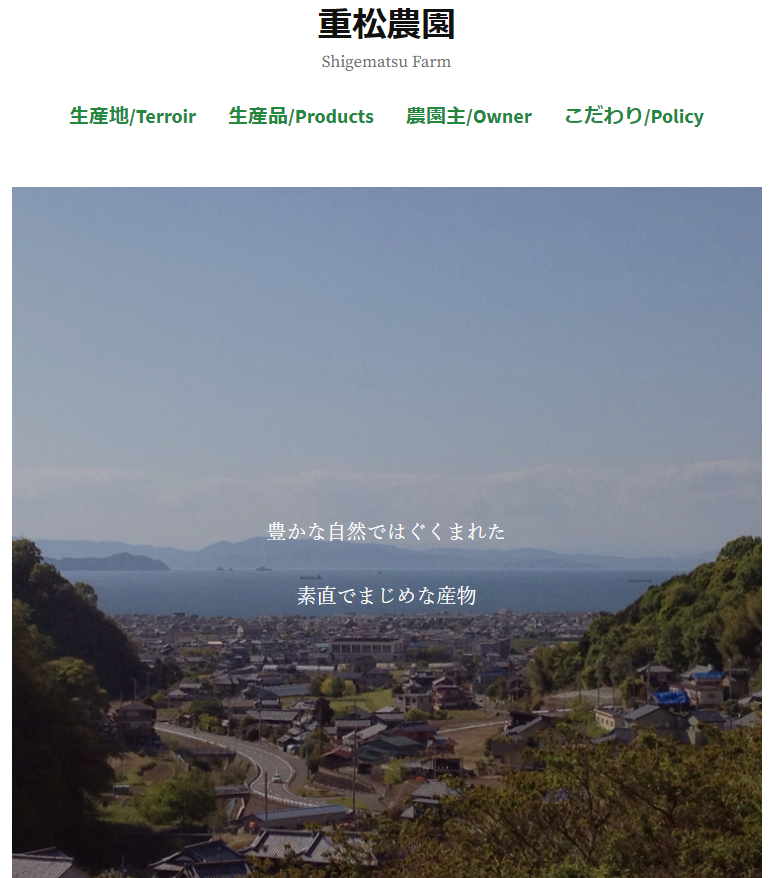 重松農園
Shigematsu Farm
生産地/Terroir 生産品/Products 農園主/Owner こだわり/Policy
豊かな自然ではぐくまれた
素直でまじめな産物